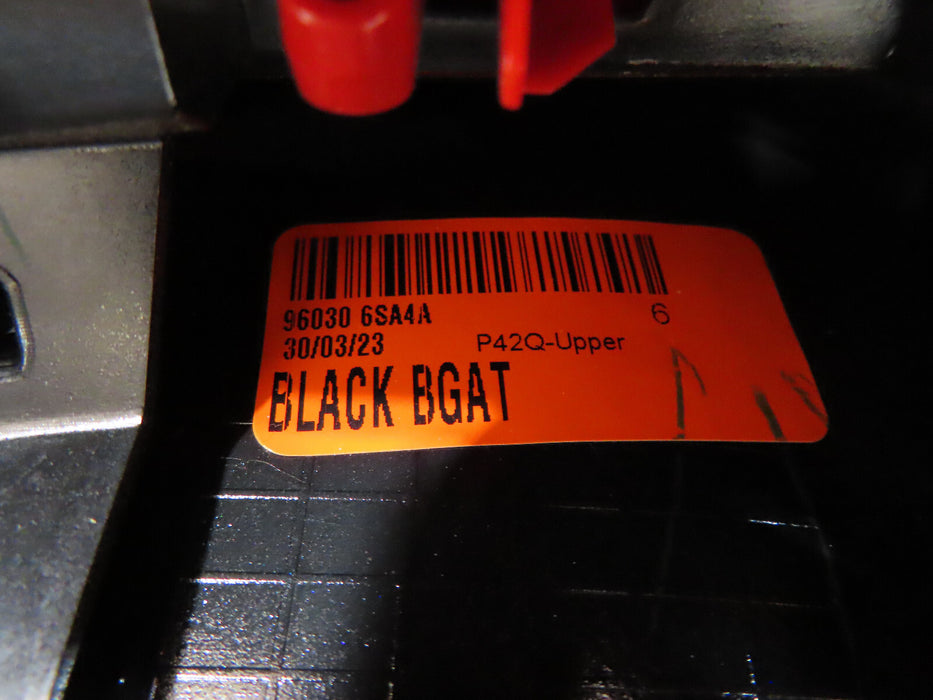 96030 6SA4A 6
30/03/23 P42Q-Upper
BLACK BGAT